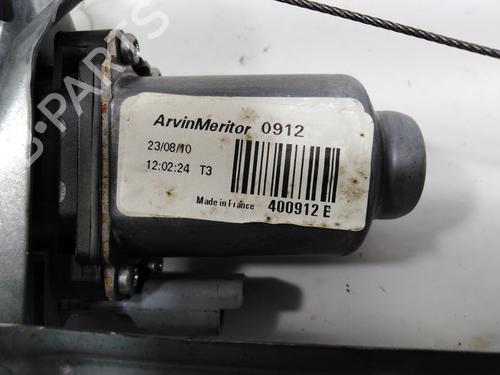 ArvinMeritor 0912
23/08/10
12:02:24 T3
Made in France 400912 E
B-PARTS